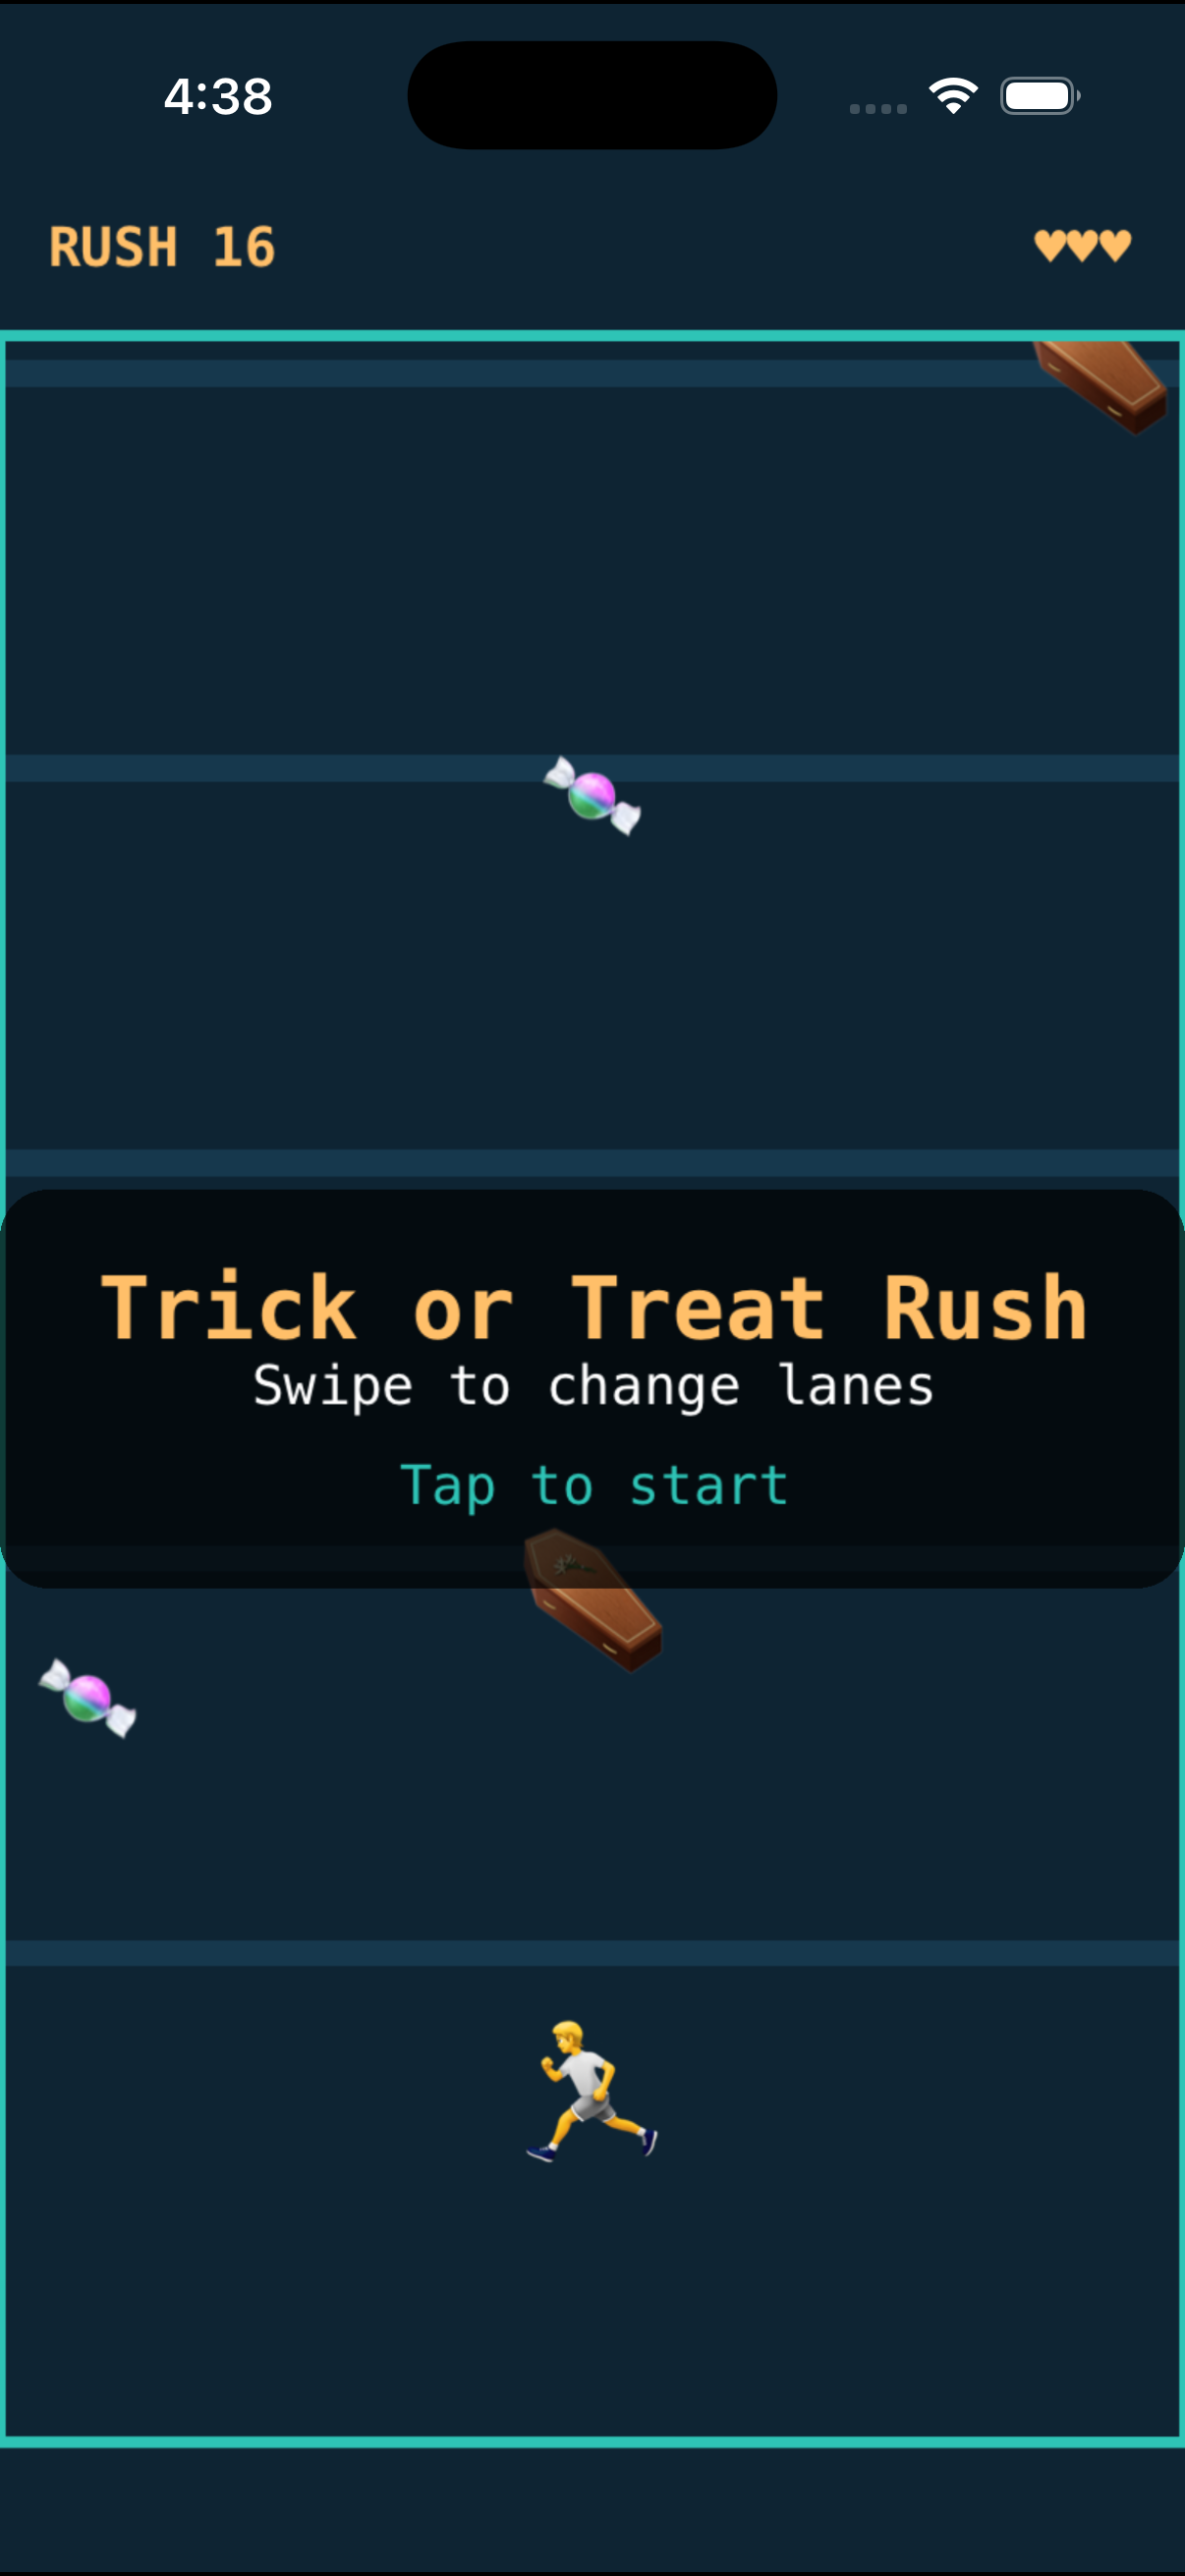 4:38
RUSH 16 ♥♥♥
Trick or Treat Rush
Swipe to change lanes
Tap to start